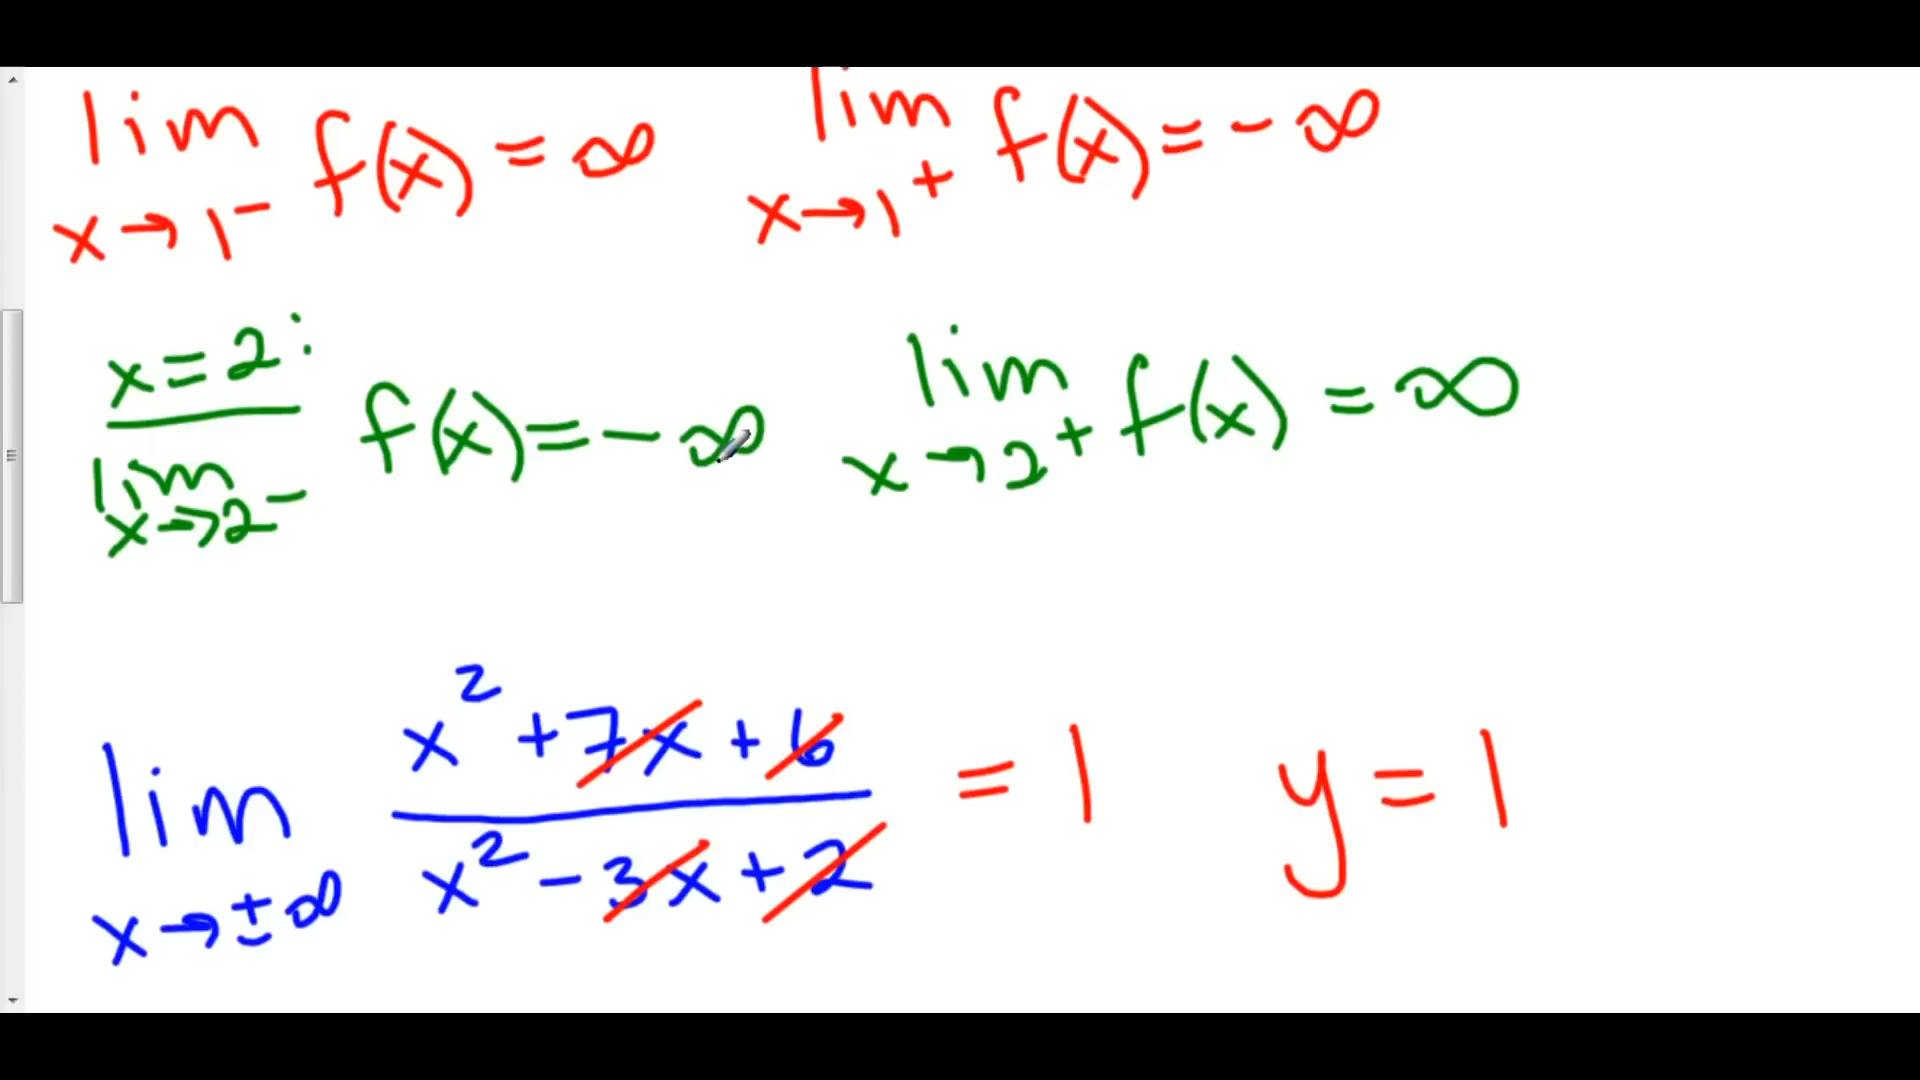 lim x→1⁻ f(x) = ∞
lim x→1⁺ f(x) = -∞
x = 2:
lim x→2⁻ f(x) = -∞
lim x→2⁺ f(x) = ∞
lim x→±∞ (x² + 7x + 6)/(x² - 3x + 2) = 1
y = 1